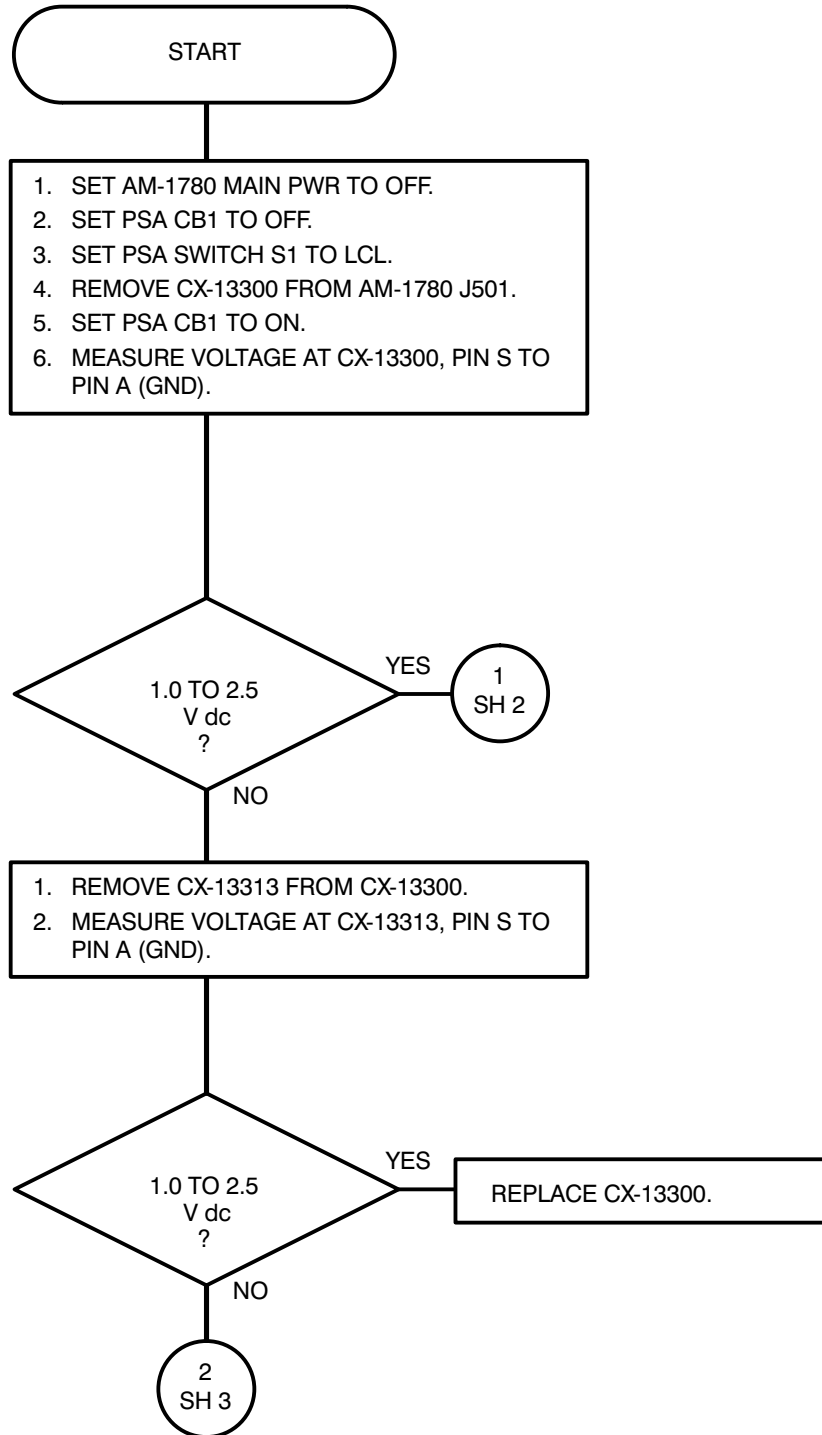 START
1. SET AM-1780 MAIN PWR TO OFF.
2. SET PSA CB1 TO OFF.
3. SET PSA SWITCH S1 TO LCL.
4. REMOVE CX-13300 FROM AM-1780 J501.
5. SET PSA CB1 TO ON.
6. MEASURE VOLTAGE AT CX-13300, PIN S TO
PIN A (GND).
1.0 TO 2.5
V dc
?
YES
1
SH 2
NO
1. REMOVE CX-13313 FROM CX-13300.
2. MEASURE VOLTAGE AT CX-13313, PIN S TO
PIN A (GND).
1.0 TO 2.5
V dc
?
YES
REPLACE CX-13300.
NO
2
SH 3